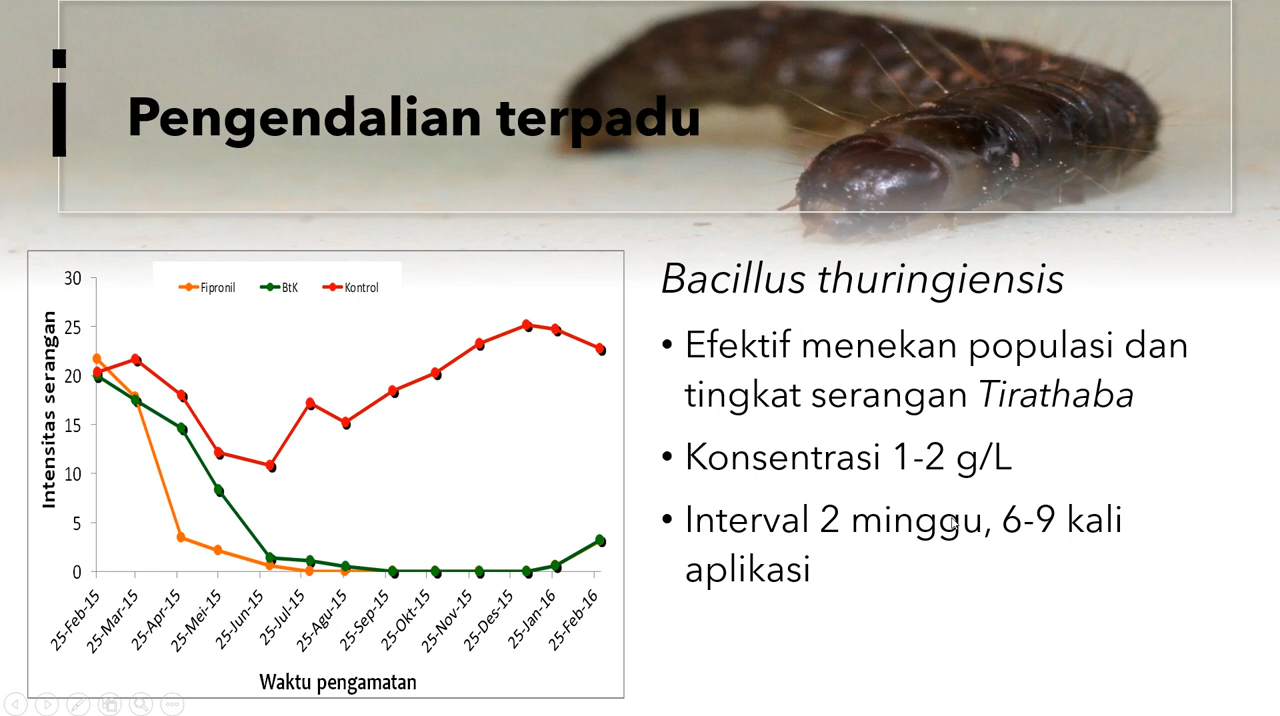 Pengendalian terpadu
30
25
20
15
10
5
0
Intensitas serangan
Fipronil BtK Kontrol
25-Feb-15
25-Mar-15
25-Apr-15
25-Mei-15
25-Jun-15
25-Jul-15
25-Agu-15
25-Sep-15
25-Okt-15
25-Nov-15
25-Des-15
25-Jan-16
25-Feb-16
Waktu pengamatan
Bacillus thuringiensis
• Efektif menekan populasi dan
tingkat serangan Tirathaba
• Konsentrasi 1-2 g/L
• Interval 2 minggu, 6-9 kali
aplikasi